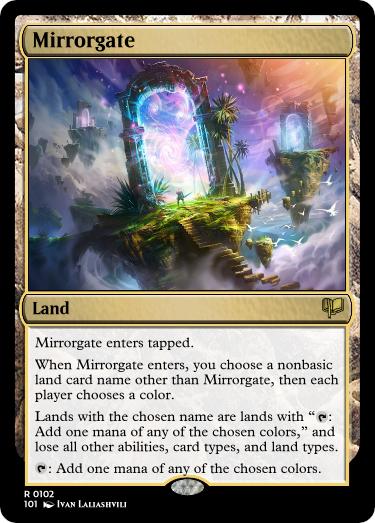 Mirrorgate
Land
Mirrorgate enters tapped.
When Mirrorgate enters, you choose a nonbasic
land card name other than Mirrorgate, then each
player chooses a color.
Lands with the chosen name are lands with “T:
Add one mana of any of the chosen colors,” and
lose all other abilities, card types, and land types.
T: Add one mana of any of the chosen colors.
R 0102
101 Ivan Laliashvili